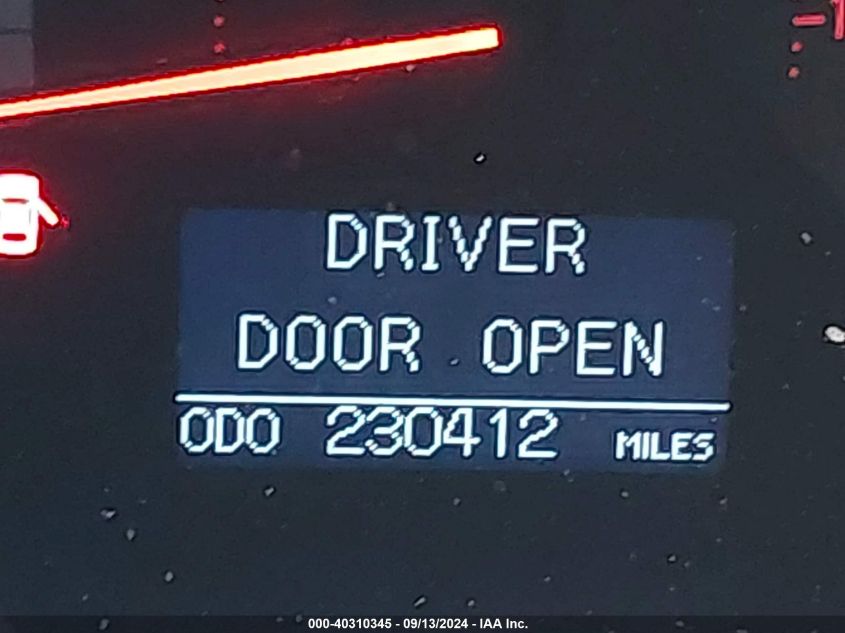 DRIVER
DOOR OPEN
ODO 230412 MILES
000-40310345 - 09/13/2024 - IAA Inc.